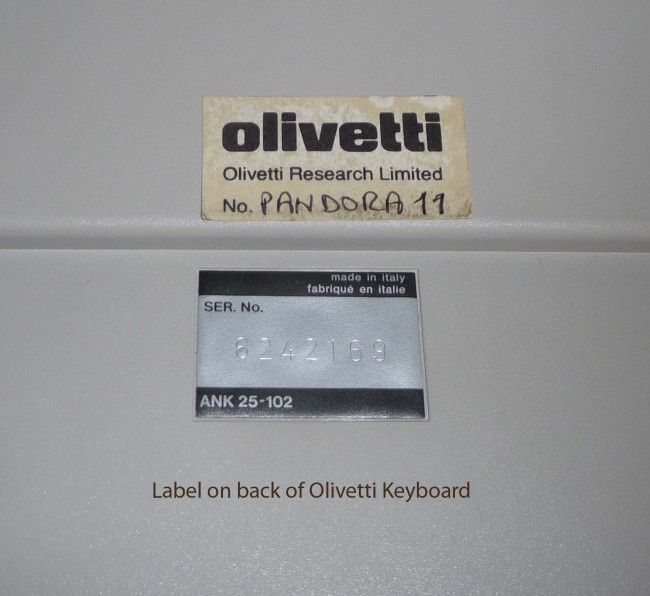 olivetti
Olivetti Research Limited
No. PANDORA 11
made in italy
fabriqué en italie
SER. No.
6242169
ANK 25-102
Label on back of Olivetti Keyboard